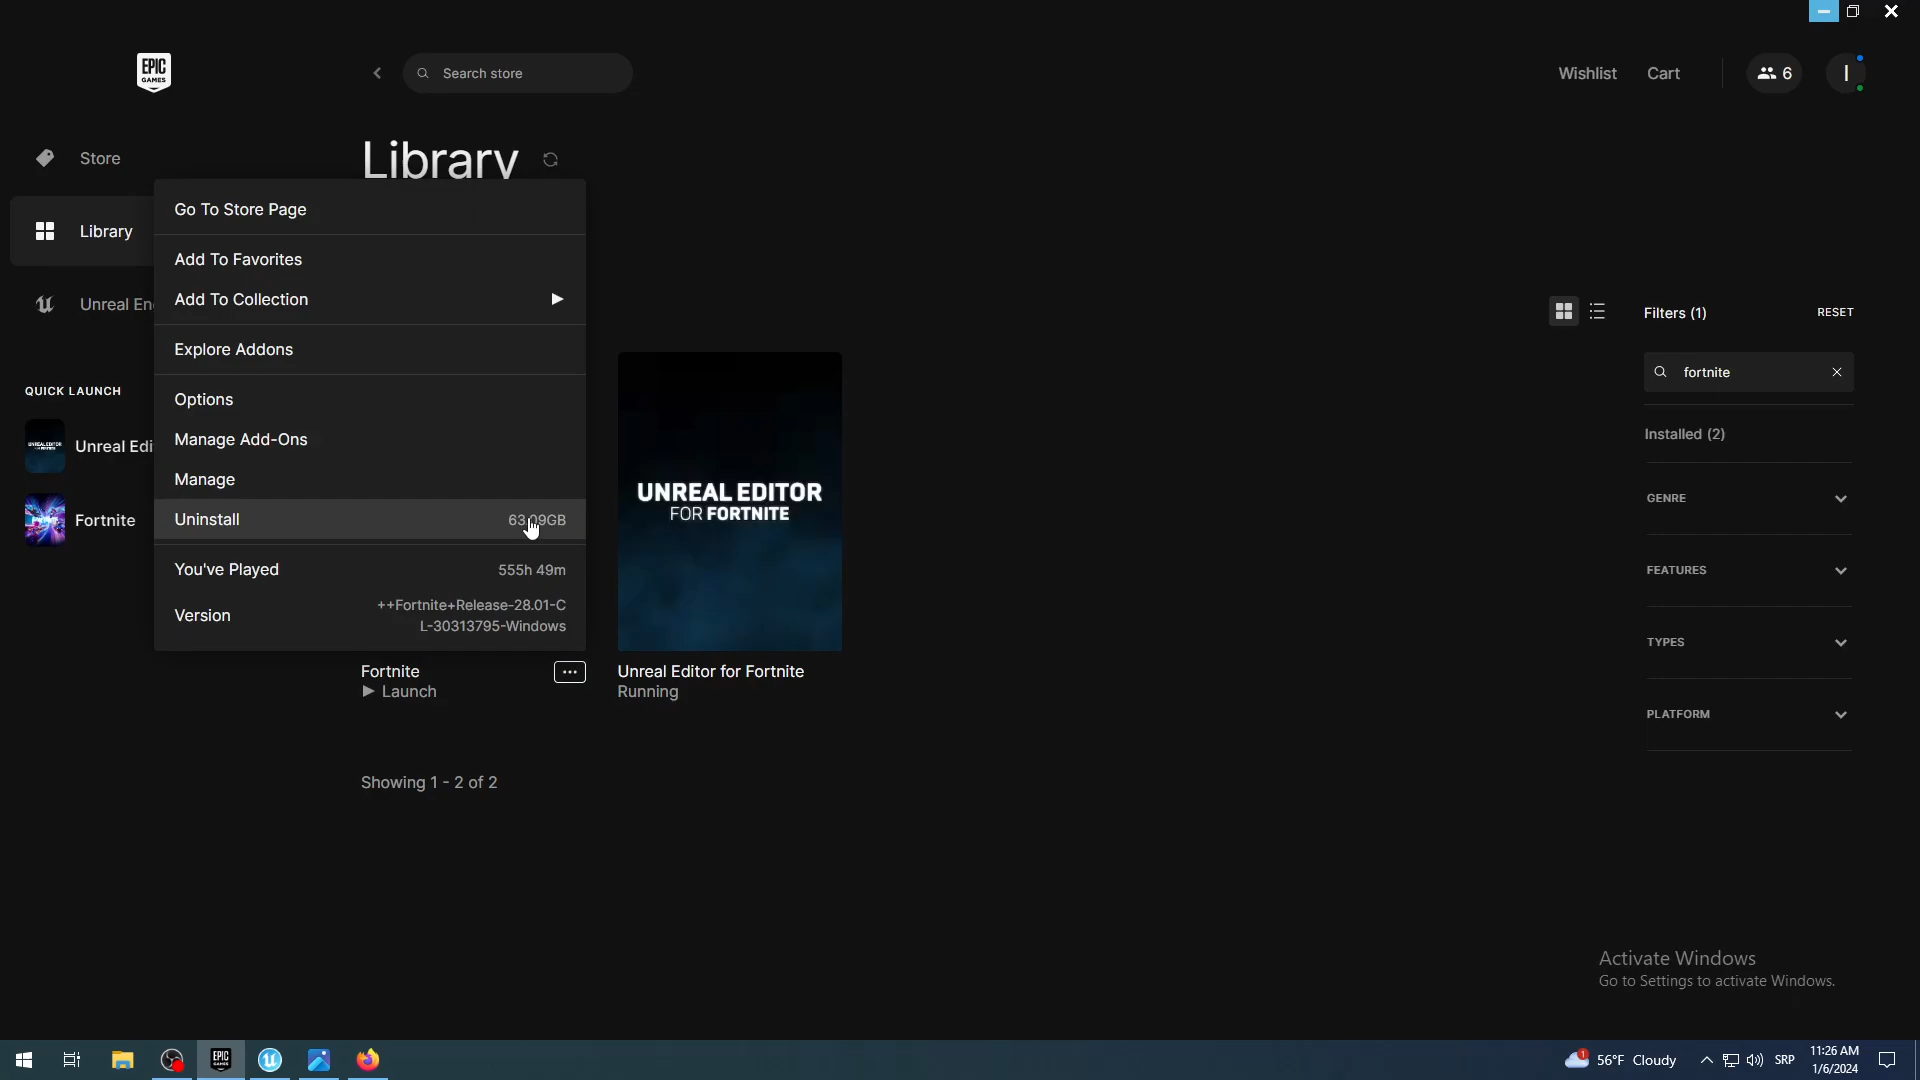 EPIC
GAMES
Search store
Wishlist
Cart
6
I
Store
Library
Library
Unreal En
QUICK LAUNCH
Unreal Edi
Fortnite
Go To Store Page
Add To Favorites
Add To Collection
Explore Addons
Options
Manage Add-Ons
Manage
Uninstall 63.09GB
You've Played 555h 49m
Version ++Fortnite+Release-28.01-C
L-30313795-Windows
UNREAL EDITOR
FOR FORTNITE
Fortnite
Launch
Unreal Editor for Fortnite
Running
Showing 1 - 2 of 2
Filters (1) RESET
fortnite
Installed (2)
GENRE
FEATURES
TYPES
PLATFORM
Activate Windows
Go to Settings to activate Windows.
EPIC
GAMES
1
56°F Cloudy
SRP
11:26 AM
1/6/2024